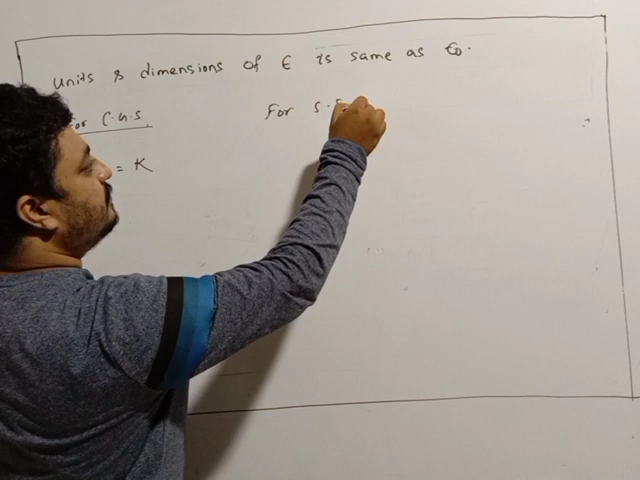 units & dimensions of ϵ is same as ϵ₀.
for C.G.S.
for S.
= K